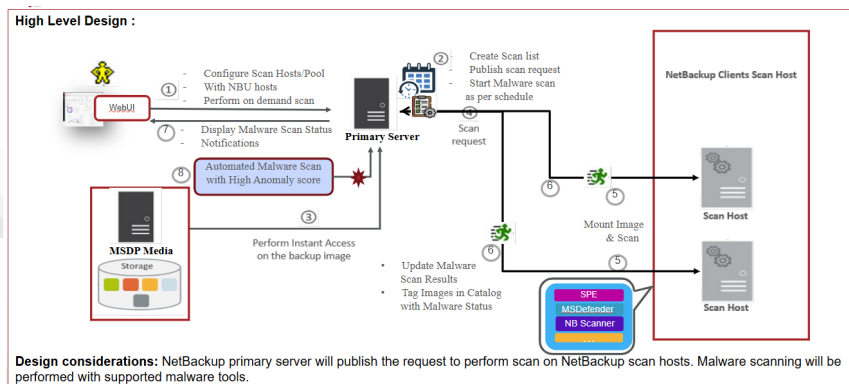 High Level Design :
① - Configure Scan Hosts/Pool
- With NBU hosts
- Perform on demand scan
WebUI
⑦ - Display Malware Scan Status
- Notifications
Primary Server
② - Create Scan list
- Publish scan request
- Start Malware scan
as per schedule
④
Scan
request
NetBackup Clients Scan Host
⑧ Automated Malware Scan
with High Anomaly score
③
Perform Instant Access
on the backup image
MSDP Media
Storage
6
5
Scan Host
Mount Image
& Scan
6
5
Scan Host
• Update Malware
Scan Results
• Tag Images in Catalog
with Malware Status
SPE
MSDefender
NB Scanner
...
Design considerations: NetBackup primary server will publish the request to perform scan on NetBackup scan hosts. Malware scanning will be
performed with supported malware tools.